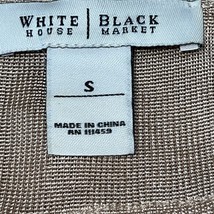 WHITE | BLACK
HOUSE | MARKET
S
MADE IN CHINA
RN 111459